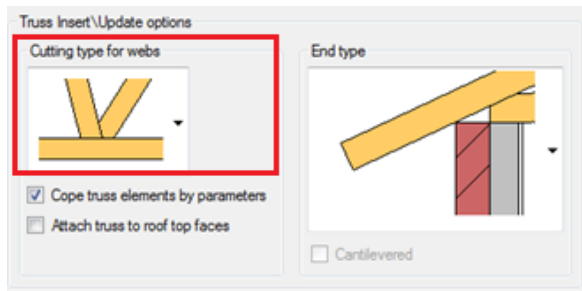 Truss Insert\Update options
Cutting type for webs
End type
Cope truss elements by parameters
Attach truss to roof top faces
Cantilevered